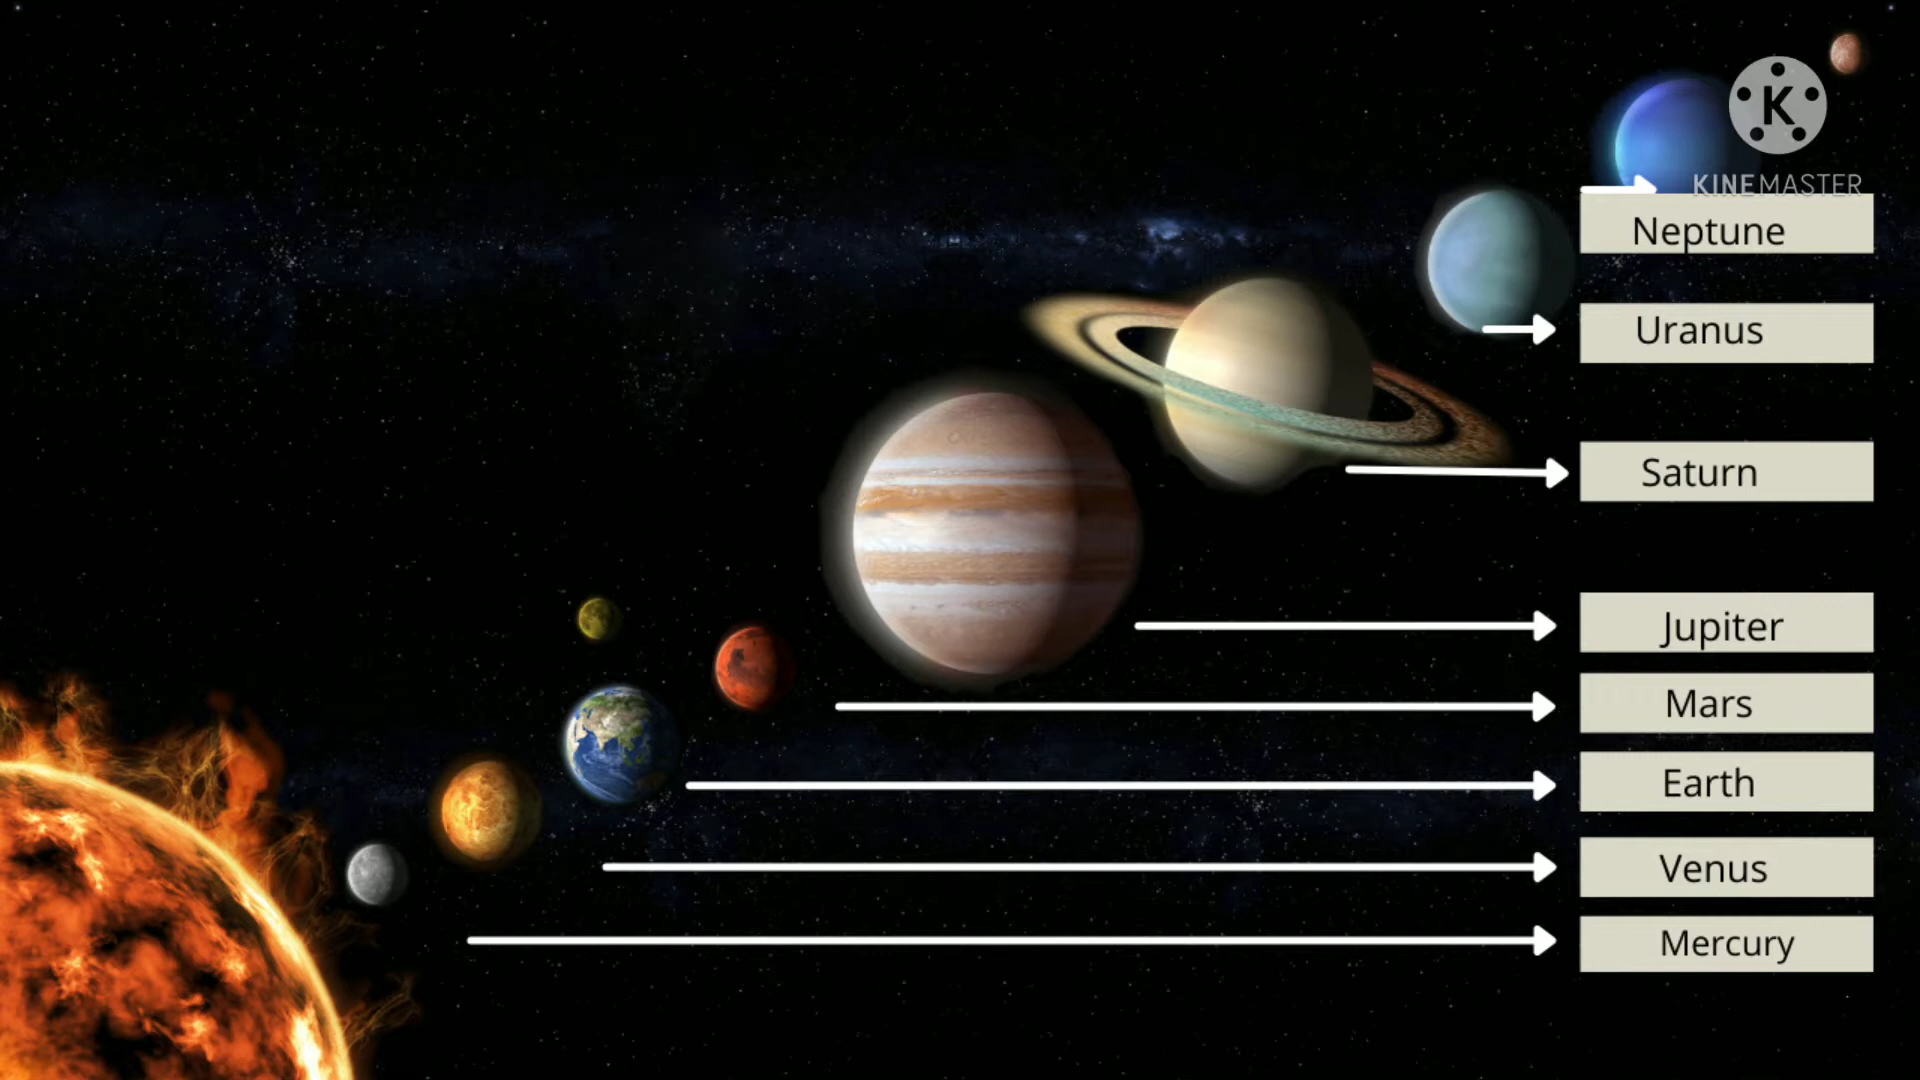 K
KINEMASTER
Neptune
Uranus
Saturn
Jupiter
Mars
Earth
Venus
Mercury